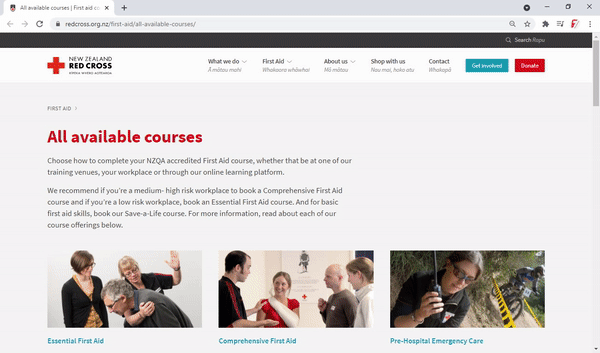 All available courses | First aid co
redcross.org.nz/first-aid/all-available-courses/
Search Rapu
NEW ZEALAND
RED CROSS
RĪPEKA WHERO AOTEAROA
What we do
First Aid
About us
Shop with us
Contact
Get involved
Donate
Ā mātou mahi
Whakaora whāwhai
Mō mātou
Nau mai, hoko atu
Whakapā
FIRST AID
All available courses
Choose how to complete your NZQA accredited First Aid course, whether that be at one of our
training venues, your workplace or through our online learning platform.
We recommend if you're a medium- high risk workplace to book a Comprehensive First Aid
course and if you're a low risk workplace, book an Essential First Aid course. And for basic
first aid skills, book our Save-a-Life course. For more information, read about each of our
course offerings below.
Essential First Aid
Comprehensive First Aid
Pre-Hospital Emergency Care